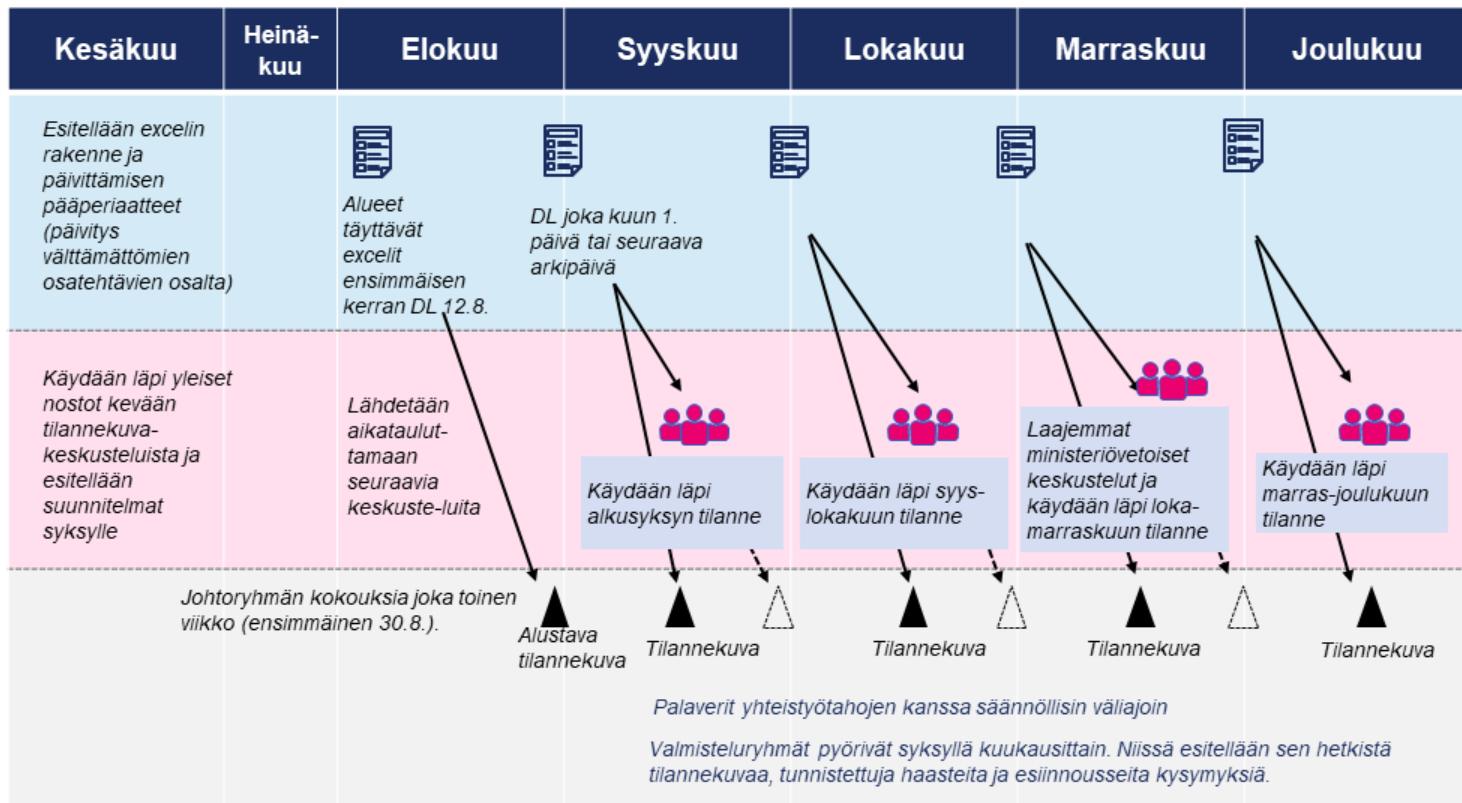 Kesäkuu
Heinä-
kuu
Elokuu
Syyskuu
Lokakuu
Marraskuu
Joulukuu
Esitellään excelin
rakenne ja
päivittämisen
pääperiaatteet
(päivitys
välttämättömien
osatehtävien osalta)
Alueet
täyttävät
excelit
ensimmäisen
kerran DL 12.8.
DL joka kuun 1.
päivä tai seuraava
arkipäivä
Käydään läpi yleiset
nostot kevään
tilannekuva-
keskusteluista ja
esitellään
suunnitelmat
syksylle
Lähdetään
aikataulut-
tamaan
seuraavia
keskuste-luita
Käydään läpi
alkusyksyn tilanne
Käydään läpi syys-
lokakuun tilanne
Laajemmat
ministeriövetoiset
keskustelut ja
käydään läpi loka-
marraskuun tilanne
Käydään läpi
marras-joulukuun
tilanne
Johtoryhmän kokouksia joka toinen
viikko (ensimmäinen 30.8.).
Alustava
tilannekuva
Tilannekuva
Tilannekuva
Tilannekuva
Tilannekuva
Palaverit yhteistyötahojen kanssa säännöllisin väliajoin
Valmisteluryhmät pyörivät syksyllä kuukausittain. Niissä esitellään sen hetkistä
tilannekuvaa, tunnistettuja haasteita ja esiinnousseita kysymyksiä.